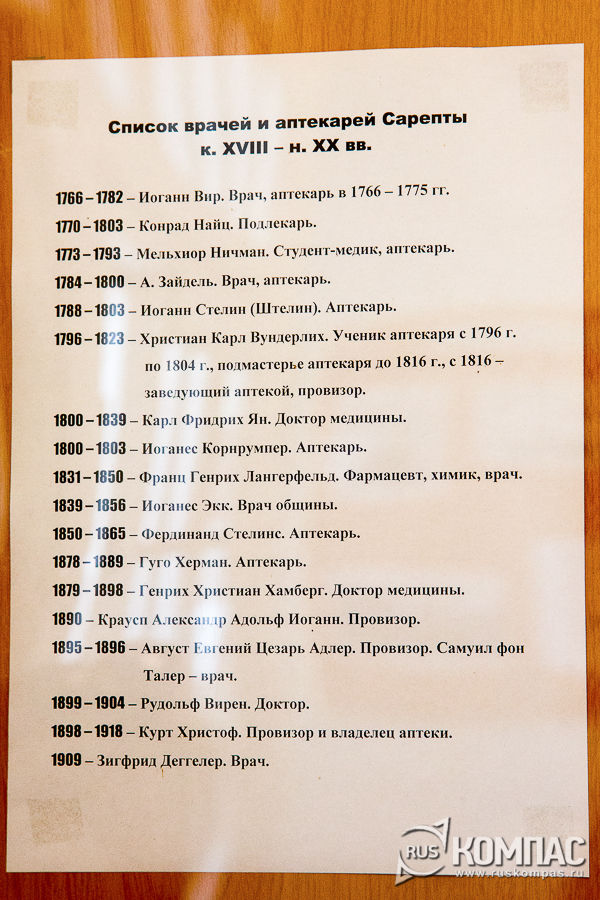 Список врачей и аптекарей Сарепты
к. XVIII – н. XX вв.
1766 – 1782 – Иоганн Вир. Врач, аптекарь в 1766 – 1775 гг.
1770 – 1803 – Конрад Найц. Подлекарь.
1773 – 1793 – Мельхиор Ничман. Студент-медик, аптекарь.
1784 – 1800 – А. Зайдель. Врач, аптекарь.
1788 – 1803 – Иоганн Стелин (Штелин). Аптекарь.
1796 – 1823 – Христиан Карл Вундерлих. Ученик аптекаря с 1796 г.
по 1804 г., подмастерье аптекаря до 1816 г., с 1816 –
заведующий аптекой, провизор.
1800 – 1839 – Карл Фридрих Ян. Доктор медицины.
1800 – 1803 – Иоганес Корнрумпер. Аптекарь.
1831 – 1850 – Франц Генрих Лангерфельд. Фармацевт, химик, врач.
1839 – 1856 – Иоганес Экк. Врач общины.
1850 – 1865 – Фердинанд Стелинс. Аптекарь.
1878 – 1889 – Гуго Херман. Аптекарь.
1879 – 1898 – Генрих Христиан Хамберг. Доктор медицины.
1890 – Краусп Александр Адольф Иоганн. Провизор.
1895 – 1896 – Август Евгений Цезарь Адлер. Провизор. Самуил фон
Талер – врач.
1899 – 1904 – Рудольф Вирен. Доктор.
1898 – 1918 – Курт Христоф. Провизор и владелец аптеки.
1909 – Зигфрид Деггелер. Врач.
RUS КОМПАС
www.ruskompas.ru